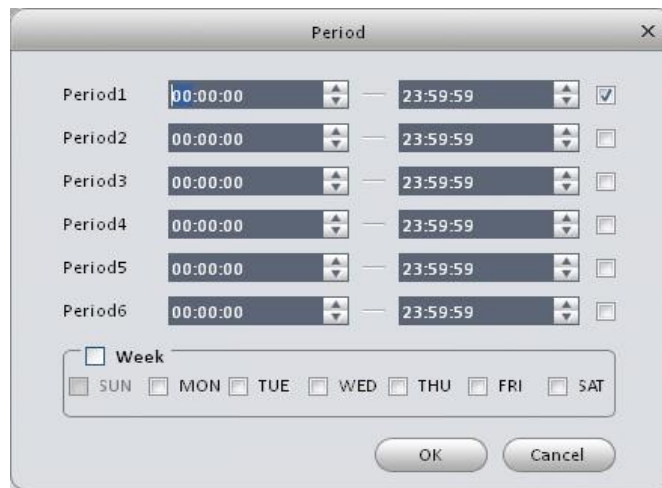 Period
Period1 00:00:00 — 23:59:59
Period2 00:00:00 — 23:59:59
Period3 00:00:00 — 23:59:59
Period4 00:00:00 — 23:59:59
Period5 00:00:00 — 23:59:59
Period6 00:00:00 — 23:59:59
Week
SUN MON TUE WED THU FRI SAT
OK Cancel